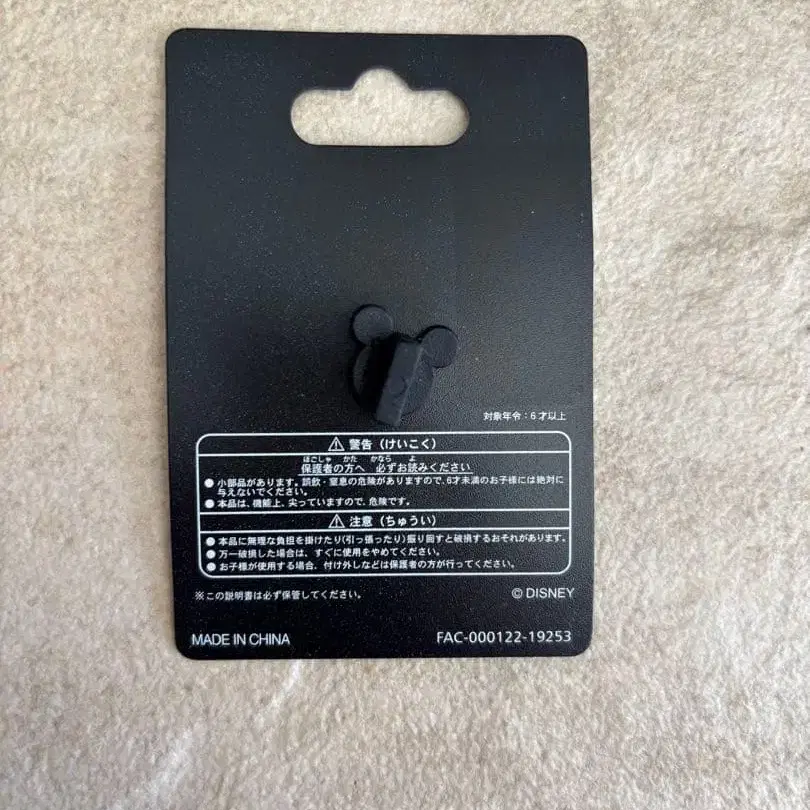 対象年令：6才以上
⚠ 警告（けいこく）
ほごしゃ かた かなら よ
保護者の方へ 必ずお読みください
●小部品があります。誤飲・窒息の危険がありますので、6才未満のお子様には絶対に
与えないでください。
●本品は、機能上、尖っていますので、危険です。
⚠ 注意（ちゅうい）
●本品に無理な負担を掛けたり(引っ張ったり)振り回すと破損するおそれがあります。
●万一破損した場合は、すぐに使用をやめてください。
●お子様が使用する場合、付け外しなどは保護者の方が行ってください。
※この説明書は必ず保管してください。
© DISNEY
MADE IN CHINA
FAC-000122-19253